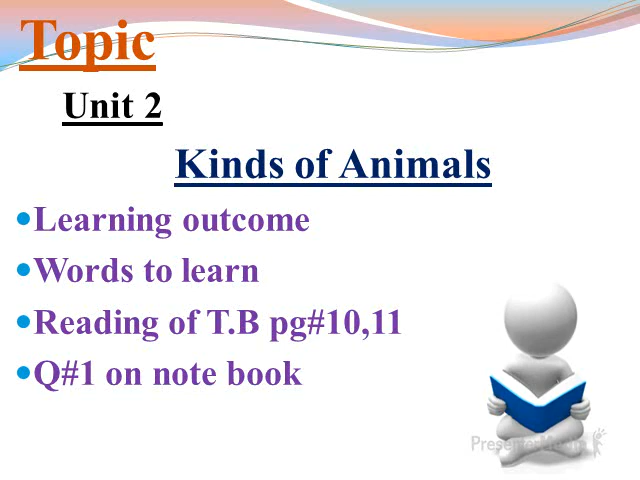 Topic
Unit 2
Kinds of Animals
Learning outcome
Words to learn
Reading of T.B pg#10,11
Q#1 on note book
PresenterMedia